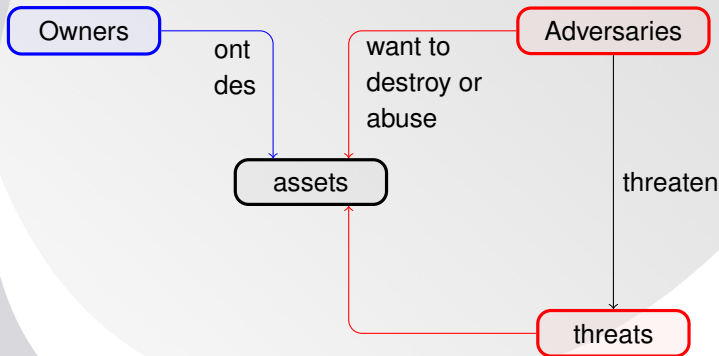 Owners
Adversaries
ont
des
want to
destroy or
abuse
assets
threaten
threats